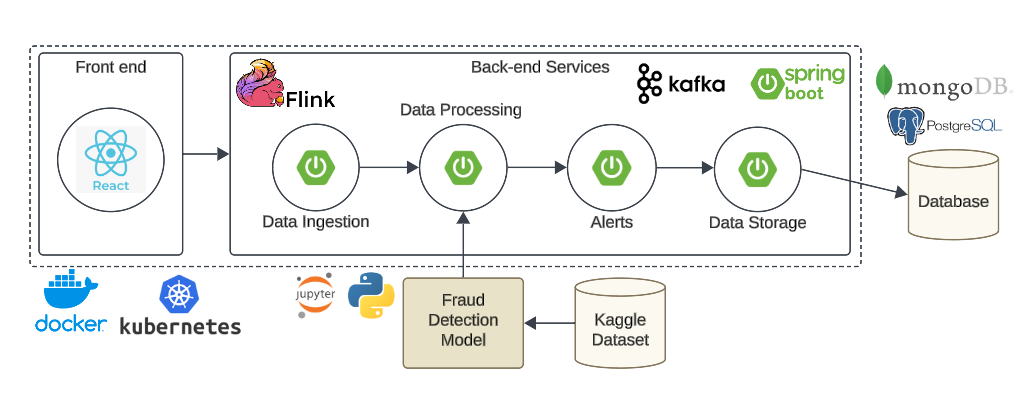 Front end
React
Back-end Services
Flink
kafka
spring
boot
Data Processing
Data Ingestion
Alerts
Data Storage
mongoDB.
PostgreSQL
Database
docker
kubernetes
jupyter
Fraud
Detection
Model
Kaggle
Dataset